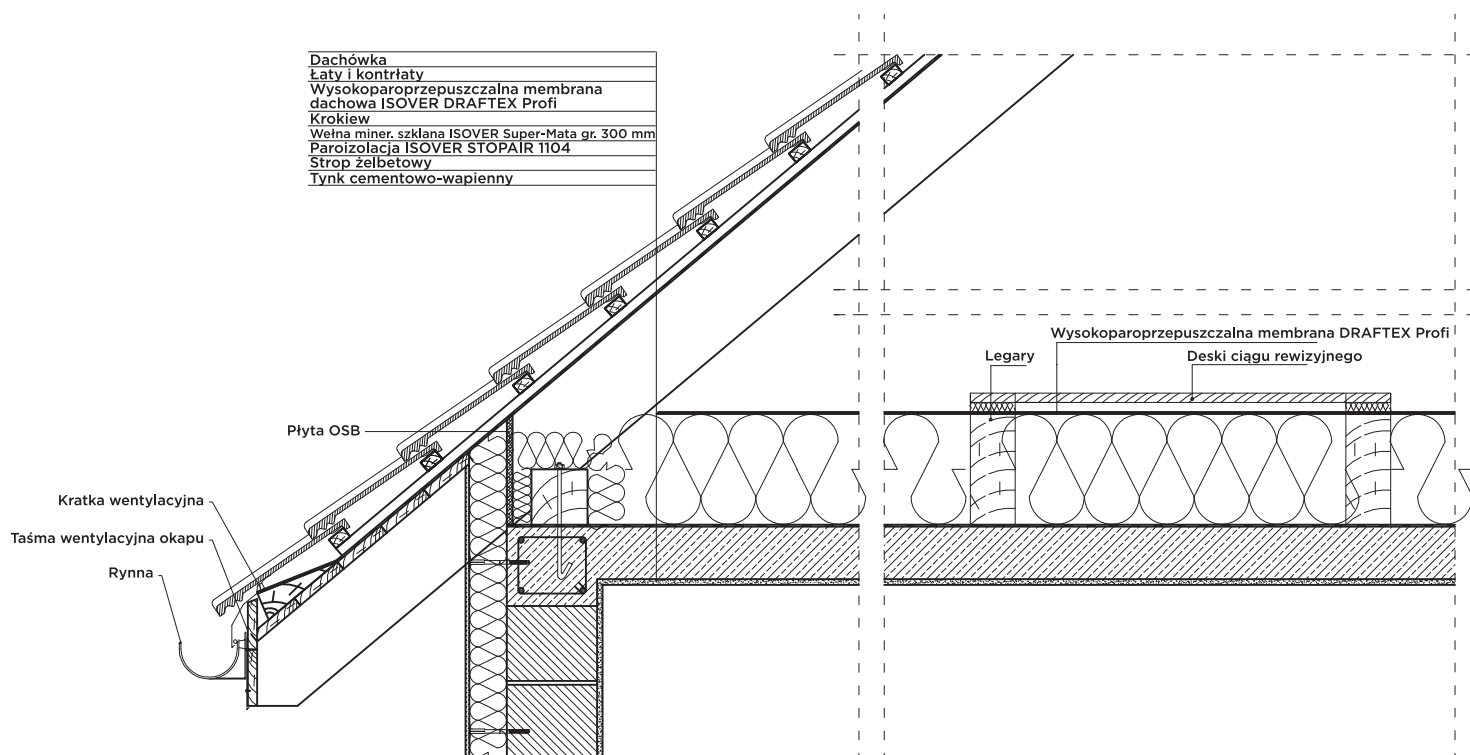 Dachówka
Łaty i kontrłaty
Wysokoparoprzepuszczalna membrana
dachowa ISOVER DRAFTEX Profi
Krokiew
Wełna miner. szklana ISOVER Super-Mata gr. 300 mm
Paroizolacja ISOVER STOPAIR 1104
Strop żelbetowy
Tynk cementowo-wapienny
Wysokoparoprzepuszczalna membrana DRAFTEX Profi
Legary
Deski ciągu rewizyjnego
Płyta OSB
Kratka wentylacyjna
Taśma wentylacyjna okapu
Rynna